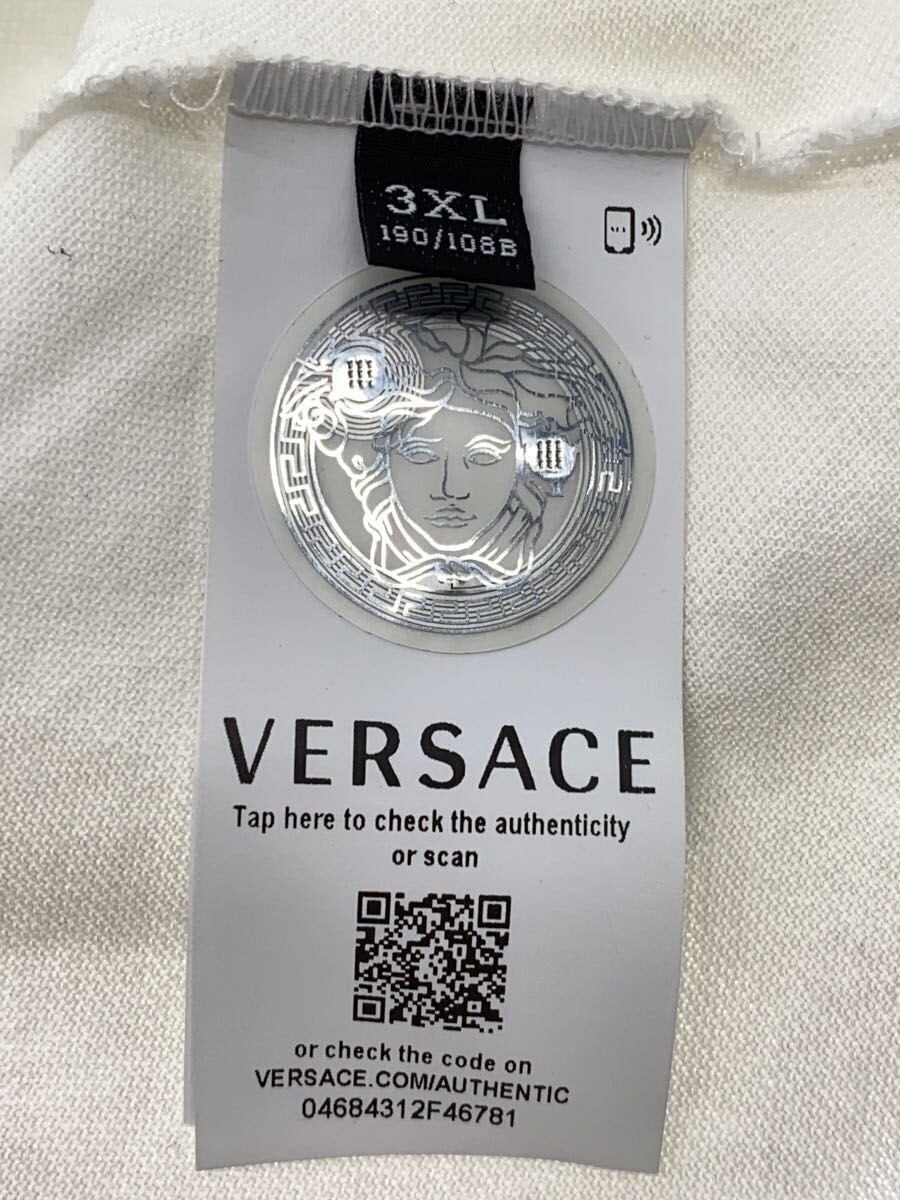 3XL
190/108B
VERSACE
Tap here to check the authenticity
or scan
or check the code on
VERSACE.COM/AUTHENTIC
04684312F46781